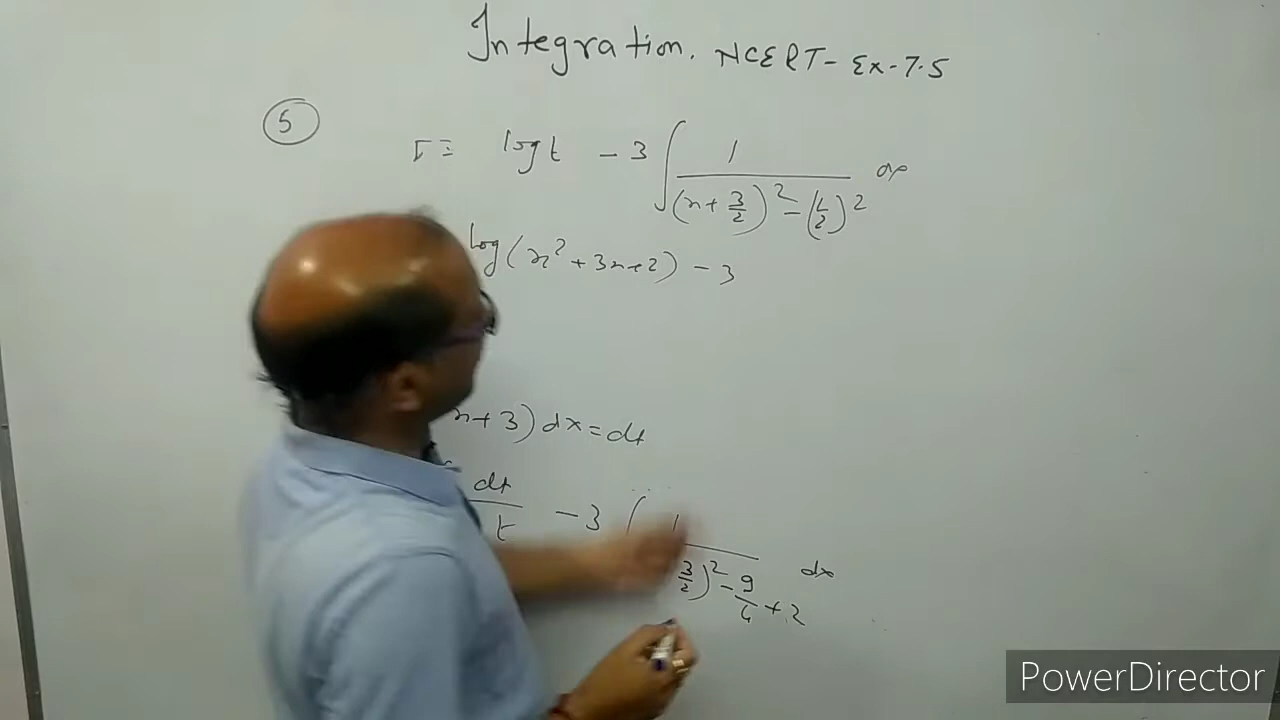 Integration. NCERT - Ex-7.5
5
I = log t - 3 ∫ 1 / ((x + 3/2)² - (1/2)²) dx
log (x² + 3x + 2) - 3
x + 3) dx = dt
dt / t - 3 ∫ 1 / 3/2)² - 9/4 + 2 dx
PowerDirector